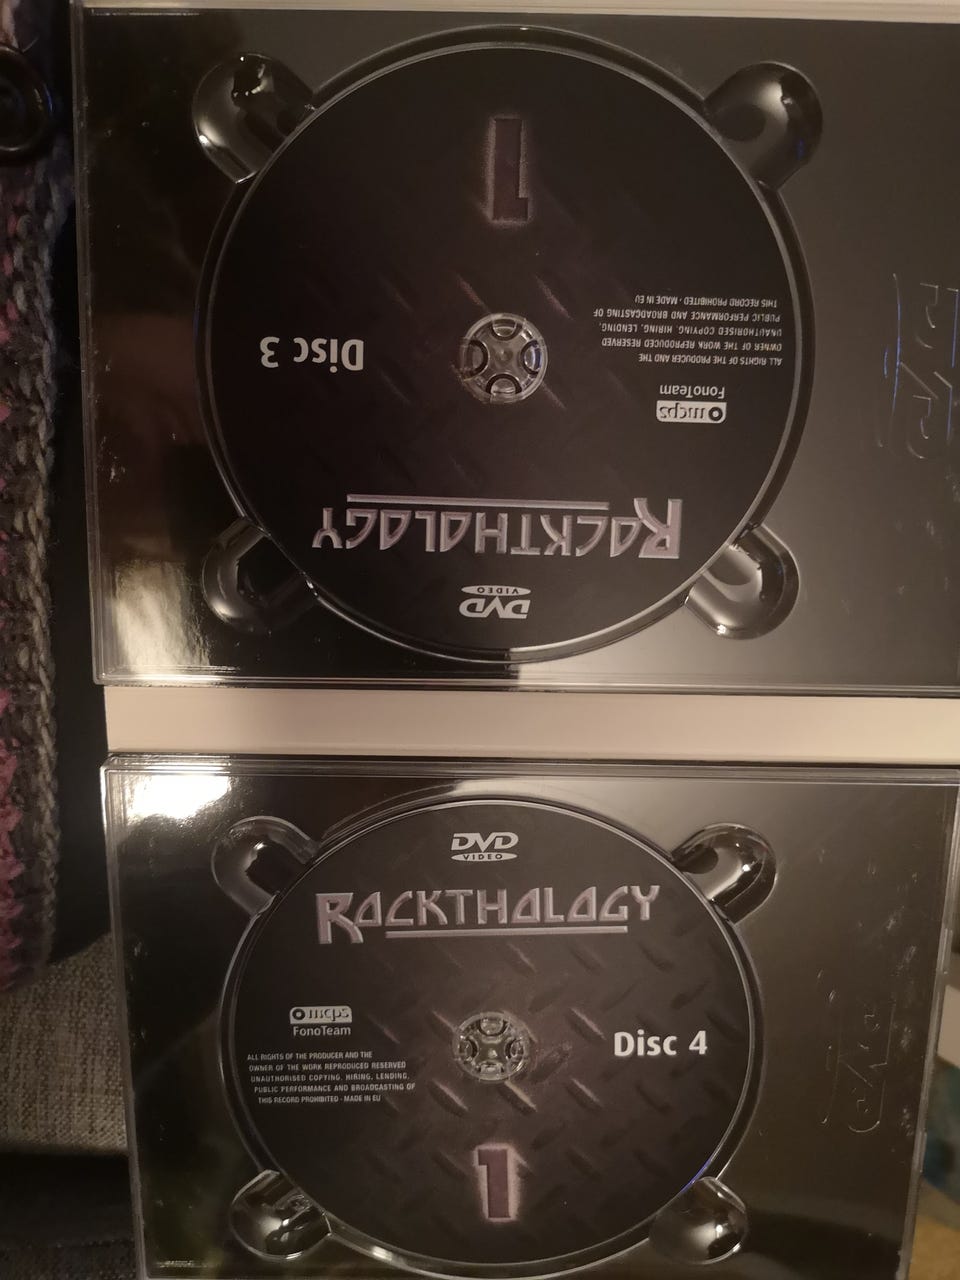 1
Disc 3
ALL RIGHTS OF THE PRODUCER AND THE
OWNER OF THE WORK REPRODUCED RESERVED
UNAUTHORISED COPYING, HIRING, LENDING,
PUBLIC PERFORMANCE AND BROADCASTING OF
THIS RECORD PROHIBITED - MADE IN EU
mcps
FonoTeam
ROCKTHOLOGY
DVD
VIDEO
DVD
VIDEO
ROCKTHOLOGY
mcps
FonoTeam
ALL RIGHTS OF THE PRODUCER AND THE
OWNER OF THE WORK REPRODUCED RESERVED
UNAUTHORISED COPYING, HIRING, LENDING,
PUBLIC PERFORMANCE AND BROADCASTING OF
THIS RECORD PROHIBITED - MADE IN EU
Disc 4
1